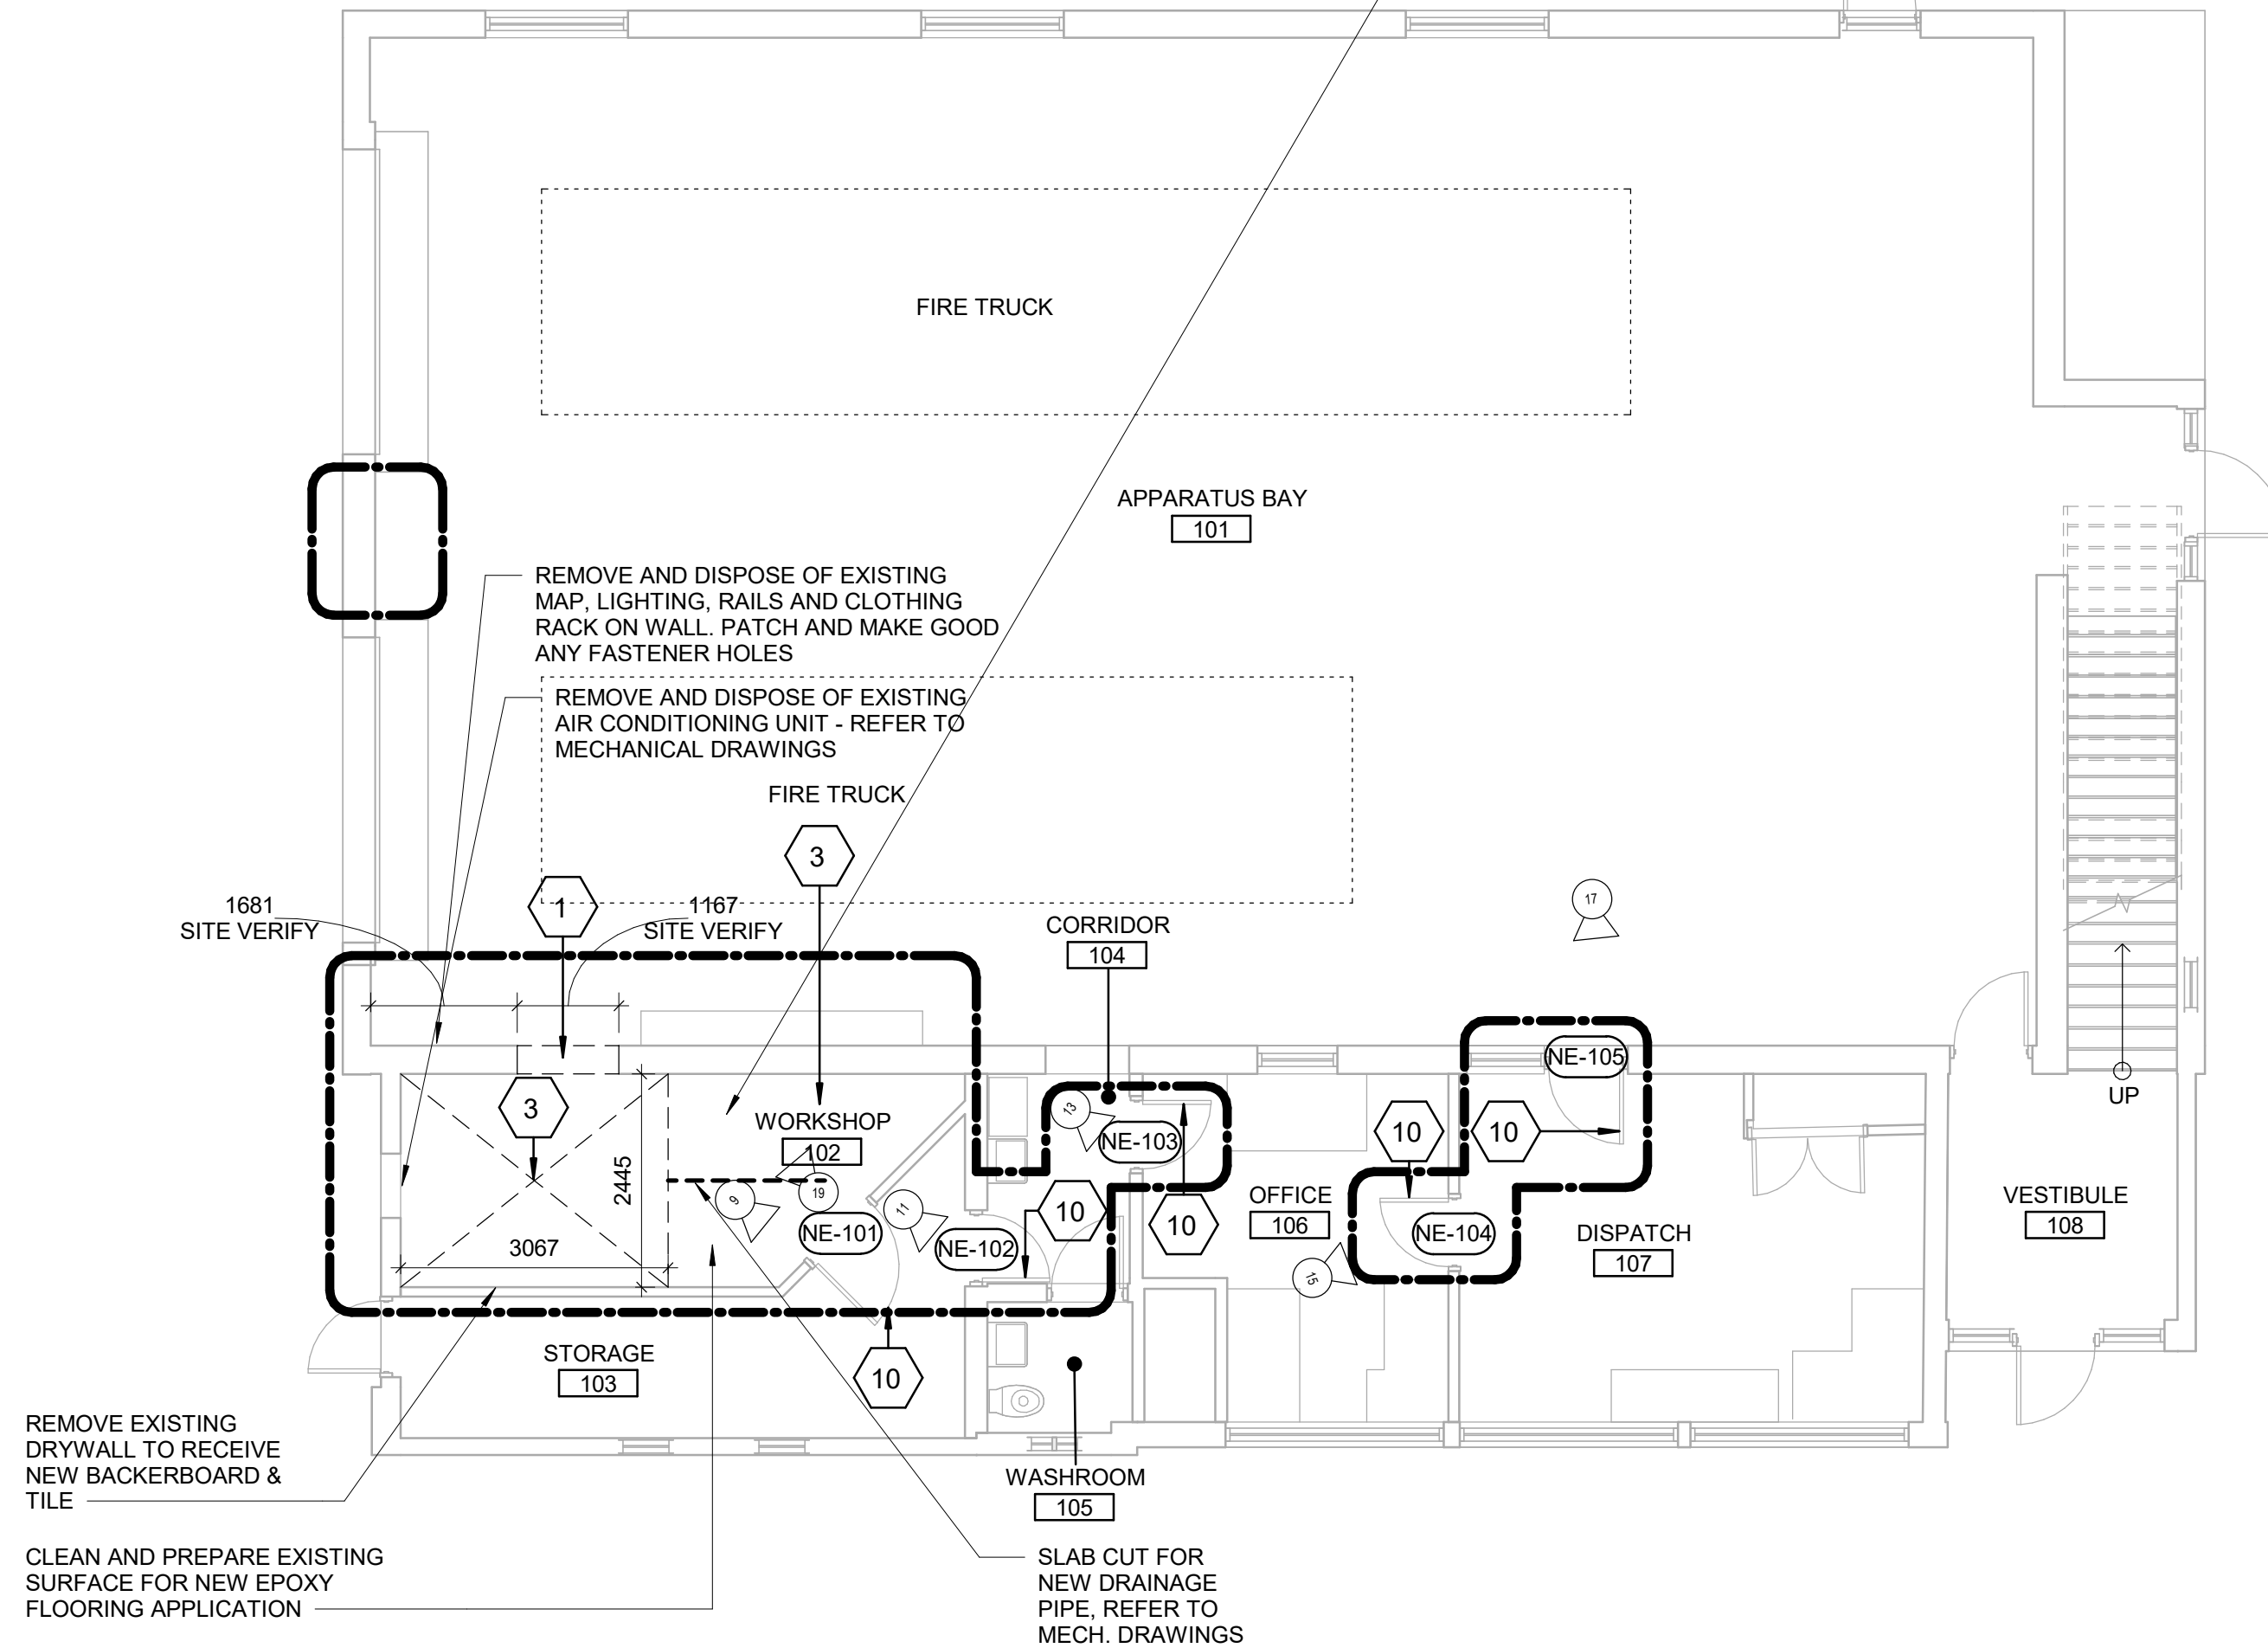 FIRE TRUCK
APPARATUS BAY
101
REMOVE AND DISPOSE OF EXISTING
MAP, LIGHTING, RAILS AND CLOTHING
RACK ON WALL. PATCH AND MAKE GOOD
ANY FASTENER HOLES
REMOVE AND DISPOSE OF EXISTING
AIR CONDITIONING UNIT - REFER TO
MECHANICAL DRAWINGS
FIRE TRUCK
3
1
1681
SITE VERIFY
1167
SITE VERIFY
17
CORRIDOR
104
NE-105
3
WORKSHOP
102
13
NE-103
10
10
UP
2445
9
19
11
NE-101
NE-102
10
10
OFFICE
106
NE-104
DISPATCH
107
VESTIBULE
108
3067
15
STORAGE
103
10
REMOVE EXISTING
DRYWALL TO RECEIVE
NEW BACKERBOARD &
TILE
WASHROOM
105
CLEAN AND PREPARE EXISTING
SURFACE FOR NEW EPOXY
FLOORING APPLICATION
SLAB CUT FOR
NEW DRAINAGE
PIPE, REFER TO
MECH. DRAWINGS